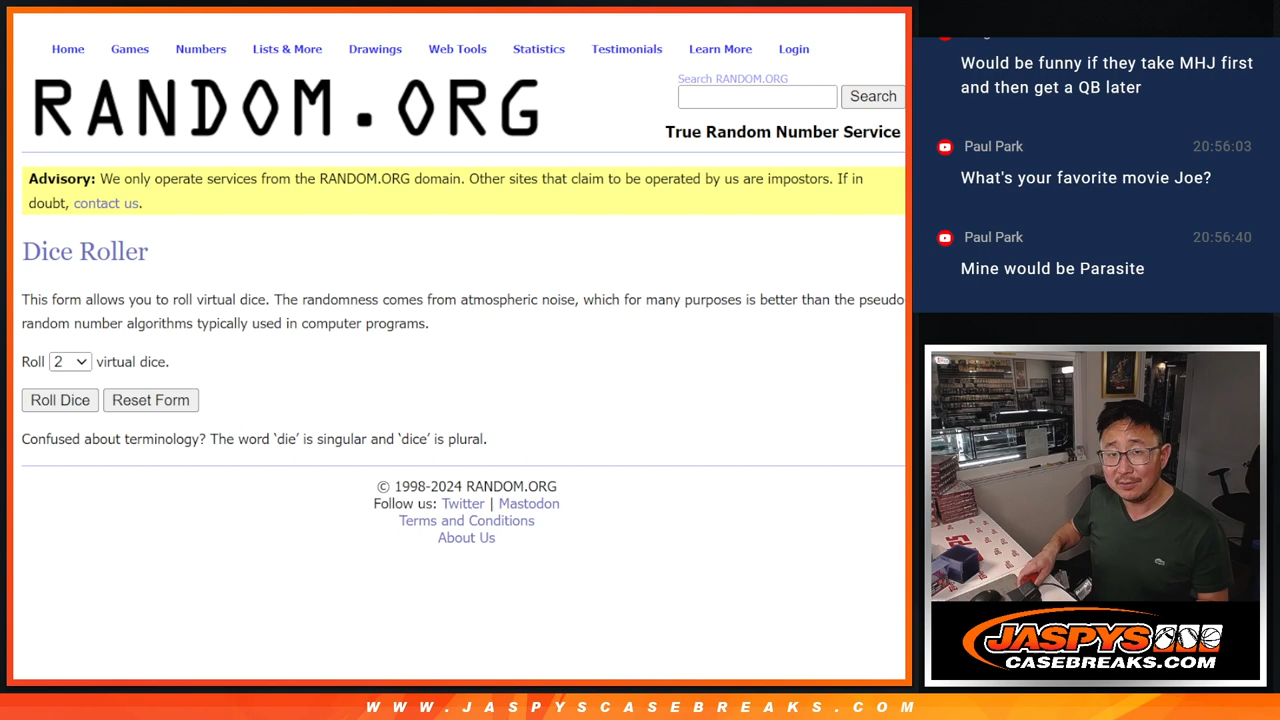 Home Games Numbers Lists & More Drawings Web Tools Statistics Testimonials Learn More Login
RANDOM.ORG
Search RANDOM.ORG
Search
True Random Number Service
Advisory: We only operate services from the RANDOM.ORG domain. Other sites that claim to be operated by us are impostors. If in
doubt, contact us.
Dice Roller
This form allows you to roll virtual dice. The randomness comes from atmospheric noise, which for many purposes is better than the pseudo
random number algorithms typically used in computer programs.
Roll 2 virtual dice.
Roll Dice Reset Form
Confused about terminology? The word ‘die’ is singular and ‘dice’ is plural.
© 1998-2024 RANDOM.ORG
Follow us: Twitter | Mastodon
Terms and Conditions
About Us
Would be funny if they take MHJ first
and then get a QB later
Paul Park 20:56:03
What's your favorite movie Joe?
Paul Park 20:56:40
Mine would be Parasite
JASPYS
CASEBREAKS.COM
WWW.JASPYSCASEBREAKS.COM